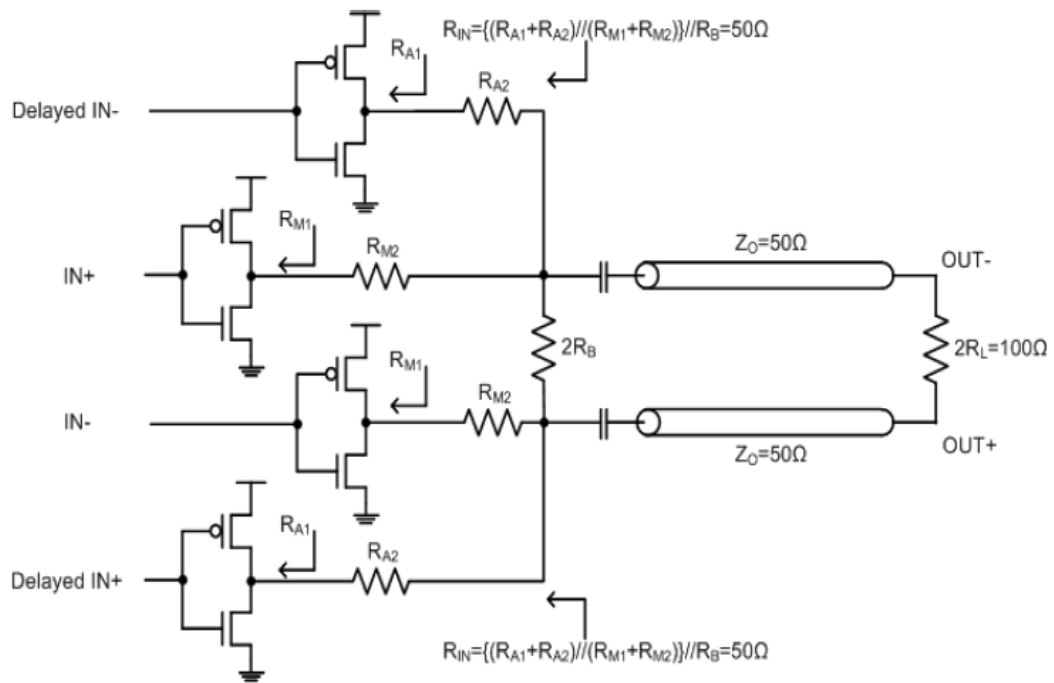 R_IN={(R_A1+R_A2)//(R_M1+R_M2)}//R_B=50Ω
R_A1
R_A2
Delayed IN-
R_M1
R_M2
IN+
Z_O=50Ω
OUT-
2R_B
2R_L=100Ω
R_M1
R_M2
IN-
Z_O=50Ω
OUT+
R_A1
R_A2
Delayed IN+
R_IN={(R_A1+R_A2)//(R_M1+R_M2)}//R_B=50Ω